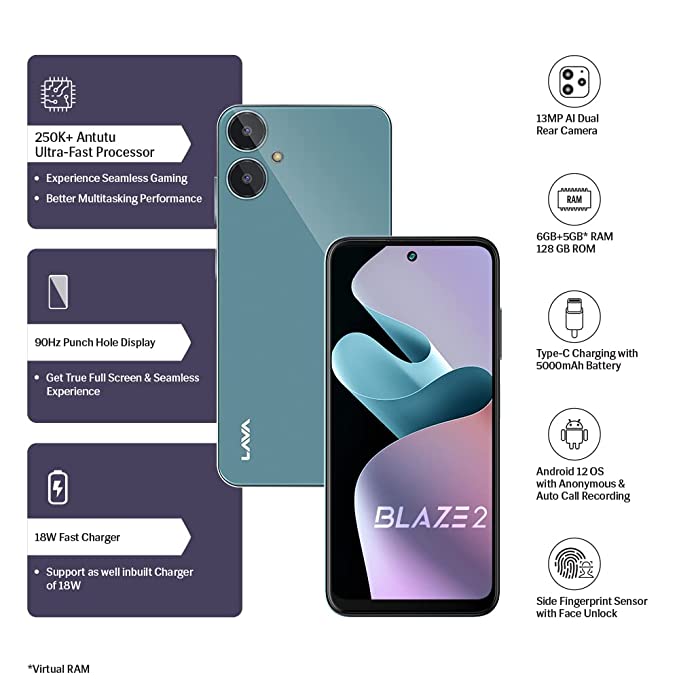 250K+ Antutu
Ultra-Fast Processor
• Experience Seamless Gaming
• Better Multitasking Performance
90Hz Punch Hole Display
• Get True Full Screen & Seamless
Experience
18W Fast Charger
• Support as well inbuilt Charger
of 18W
LAVA
BLAZE 2
13MP AI Dual
Rear Camera
RAM
6GB+5GB* RAM
128 GB ROM
Type-C Charging with
5000mAh Battery
Android 12 OS
with Anonymous &
Auto Call Recording
Side Fingerprint Sensor
with Face Unlock
*Virtual RAM